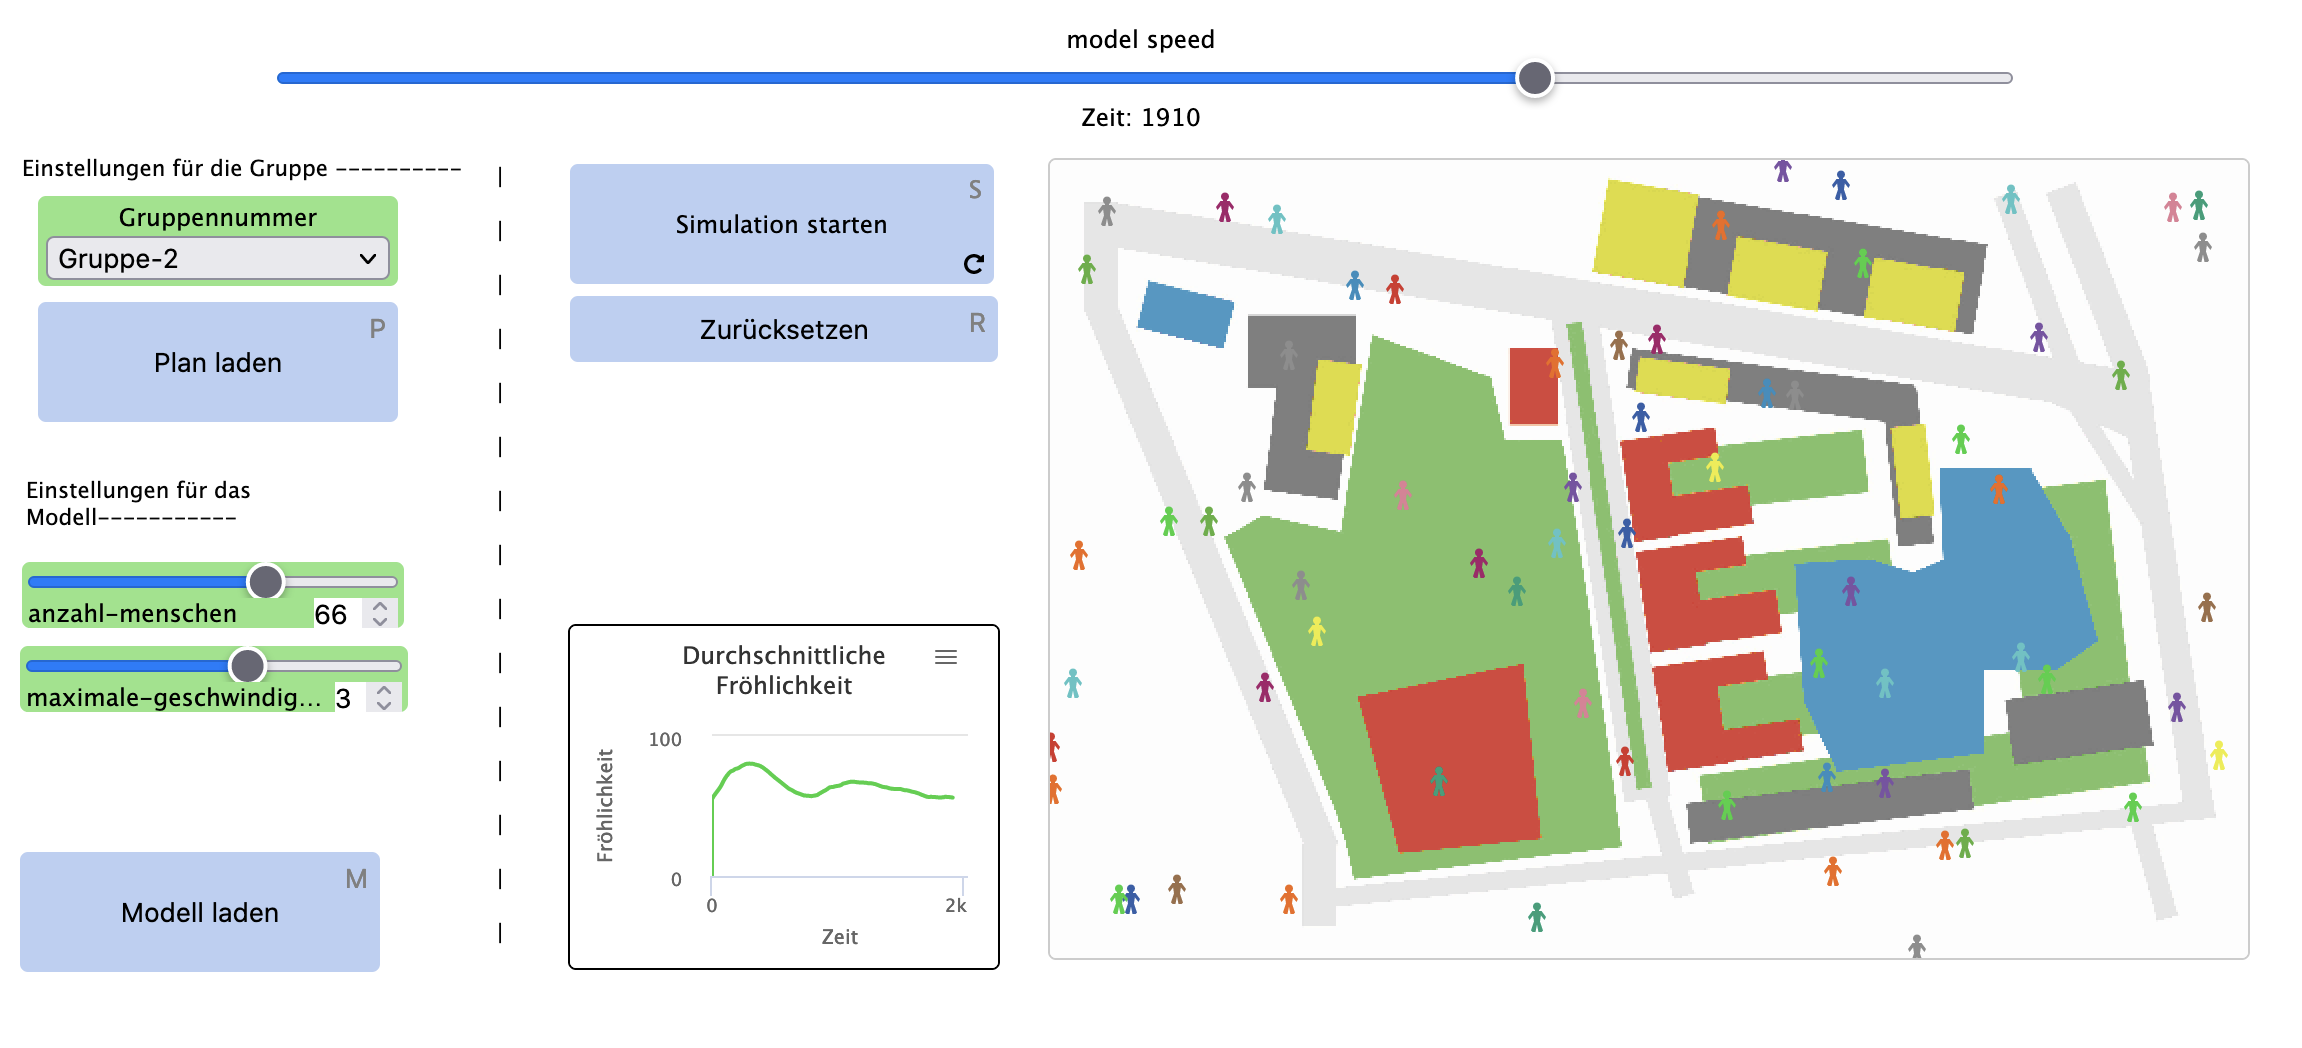 model speed
Zeit: 1910
Einstellungen für die Gruppe ----------
Gruppennummer
Gruppe-2
P
Plan laden
Einstellungen für das
Modell-----------
anzahl-menschen 66
maximale-geschwindig... 3
M
Modell laden
S
Simulation starten
R
Zurücksetzen
Durchschnittliche
Fröhlichkeit
Fröhlichkeit
100
0
0 2k
Zeit